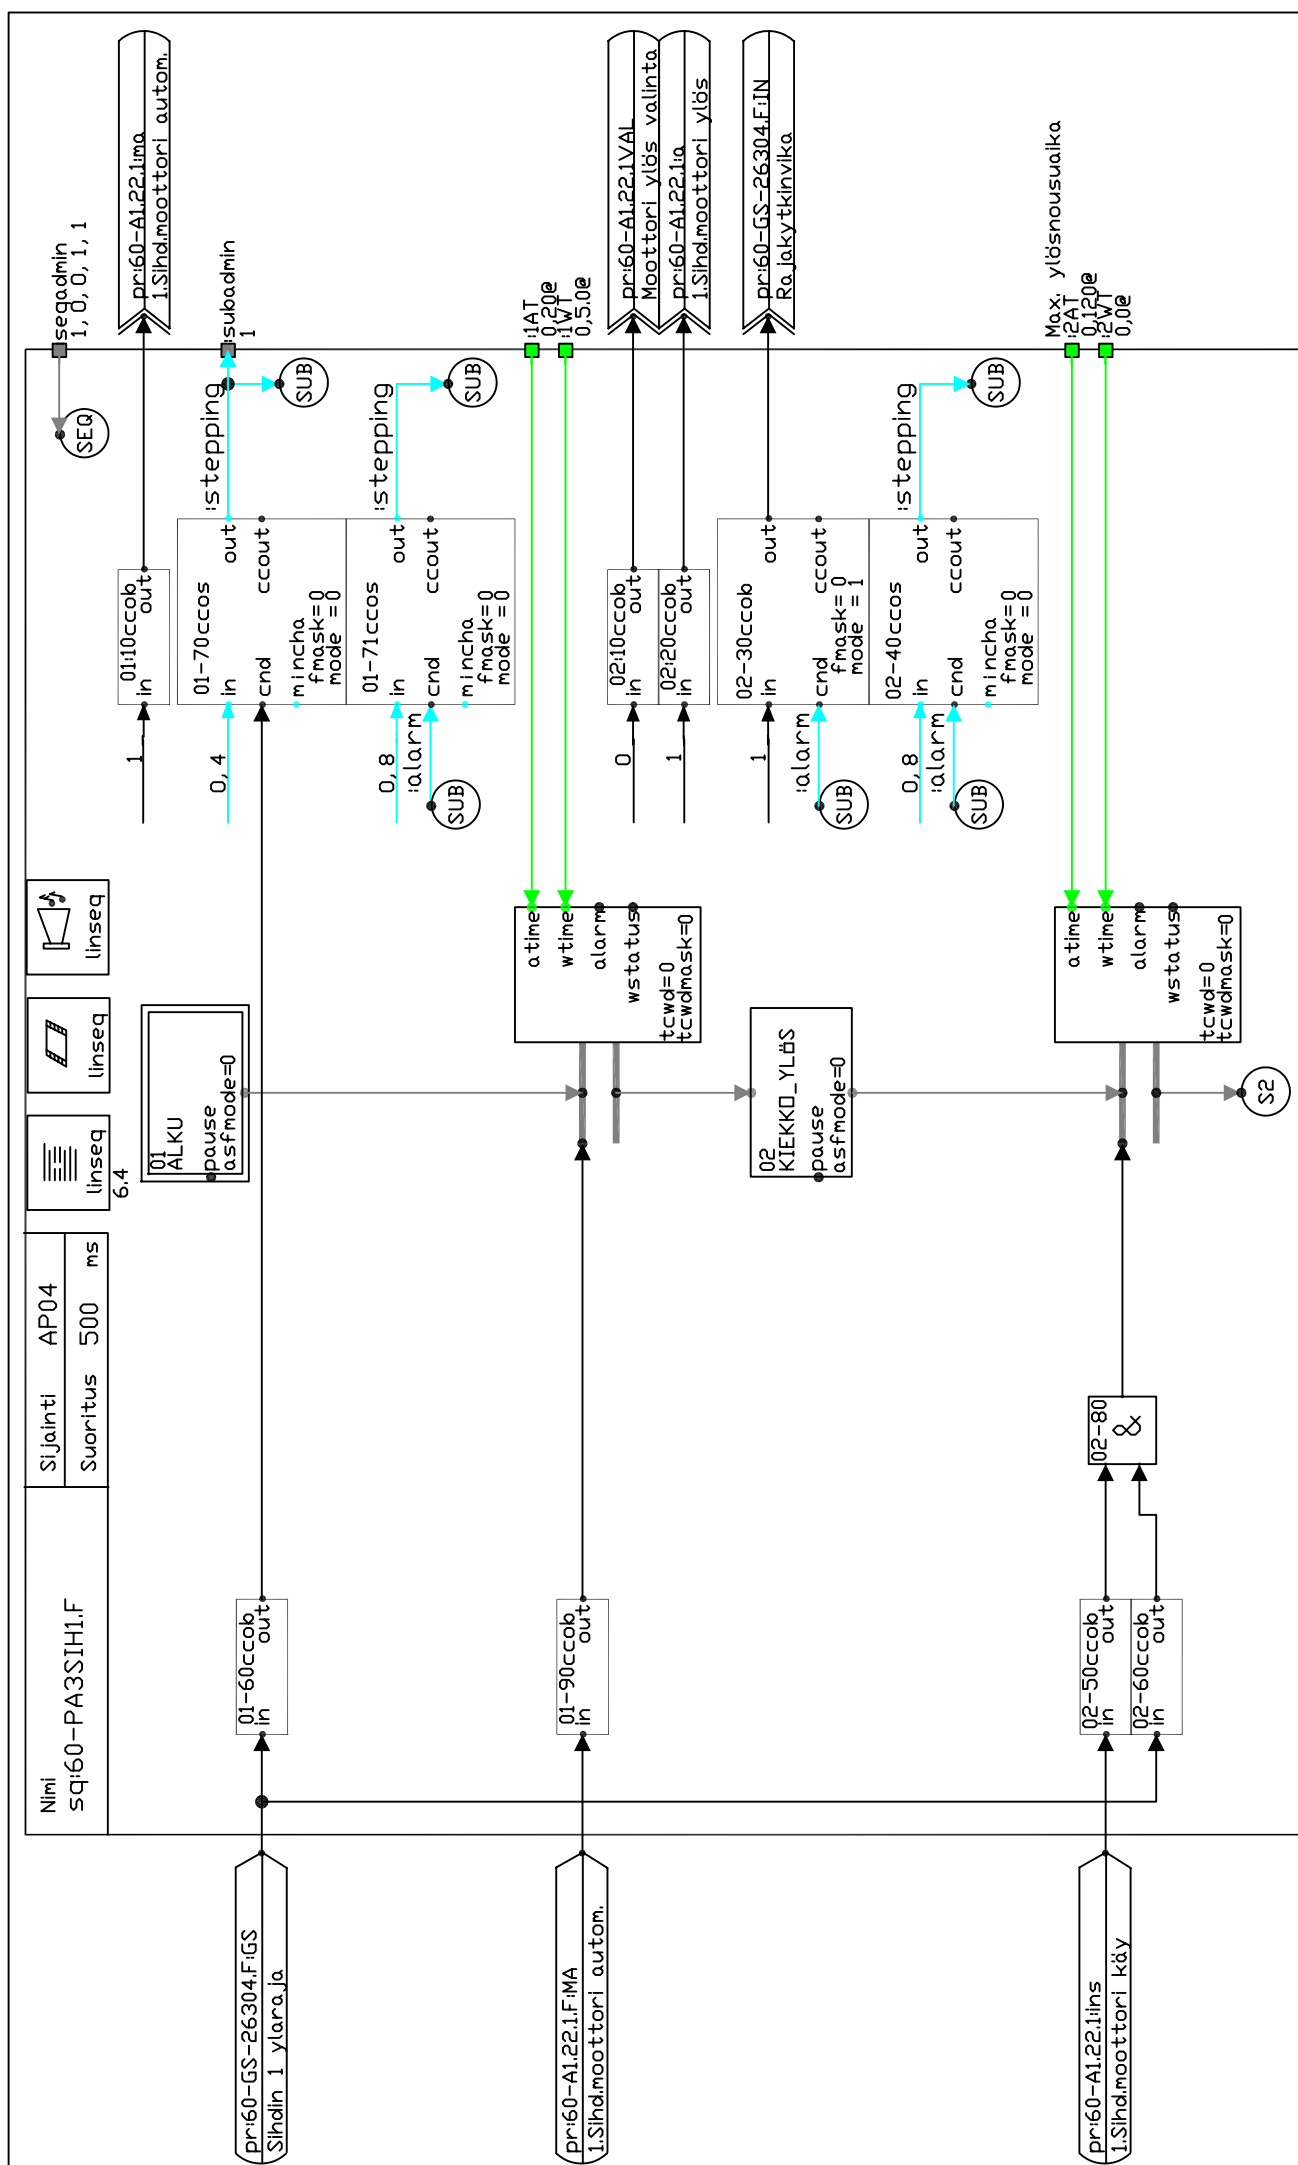 Nimi
sq:60-PA3SIH1.F
Sijainti AP04
Suoritus 500 ms
linseq
6,4
linseq
linseq
SEQ
:seqadmin
1, 0, 0, 1, 1
01
ALKU
pause
asfmode=0
1
01:10ccob
in out
pr:60-A1.22.1:ma
1.Sihd.moottori autom.
pr:60-GS-26304.F:GS
Sihdin 1 ylaraja
01-60ccob
in out
0, 4
01-70ccos
in out
cnd ccout
mincha
fmask= 0
mode = 0
:stepping
:subadmin
1
SUB
0, 8
:alarm
SUB
01-71ccos
in out
cnd ccout
mincha
fmask= 0
mode = 0
:stepping
SUB
pr:60-A1.22.1.F:MA
1.Sihd.moottori autom.
01-90ccob
in out
atime
wtime
alarm
wstatus
tcwd=0
tcwdmask=0
:1AT
0,20@
:1WT
0,5.0@
02
KIEKKO_YLÖS
pause
asfmode=0
0
02:10ccob
in out
pr:60-A1.22.1VAL
Moottori ylös valinta
1
02:20ccob
in out
pr:60-A1.22.1:a
1.Sihd.moottori ylös
1
:alarm
SUB
02-30ccob
in out
cnd ccout
fmask= 0
mode = 1
pr:60-GS-26304.F:IN
Rajakytkinvika
0, 8
:alarm
SUB
02-40ccos
in out
cnd ccout
mincha
fmask= 0
mode = 0
:stepping
SUB
pr:60-A1.22.1:ins
1.Sihd.moottori käy
02-50ccob
in out
02-60ccob
in out
02-80
&
atime
wtime
alarm
wstatus
tcwd=0
tcwdmask=0
Max. ylösnousuaika
:2AT
0,120@
:2WT
0,0@
S2